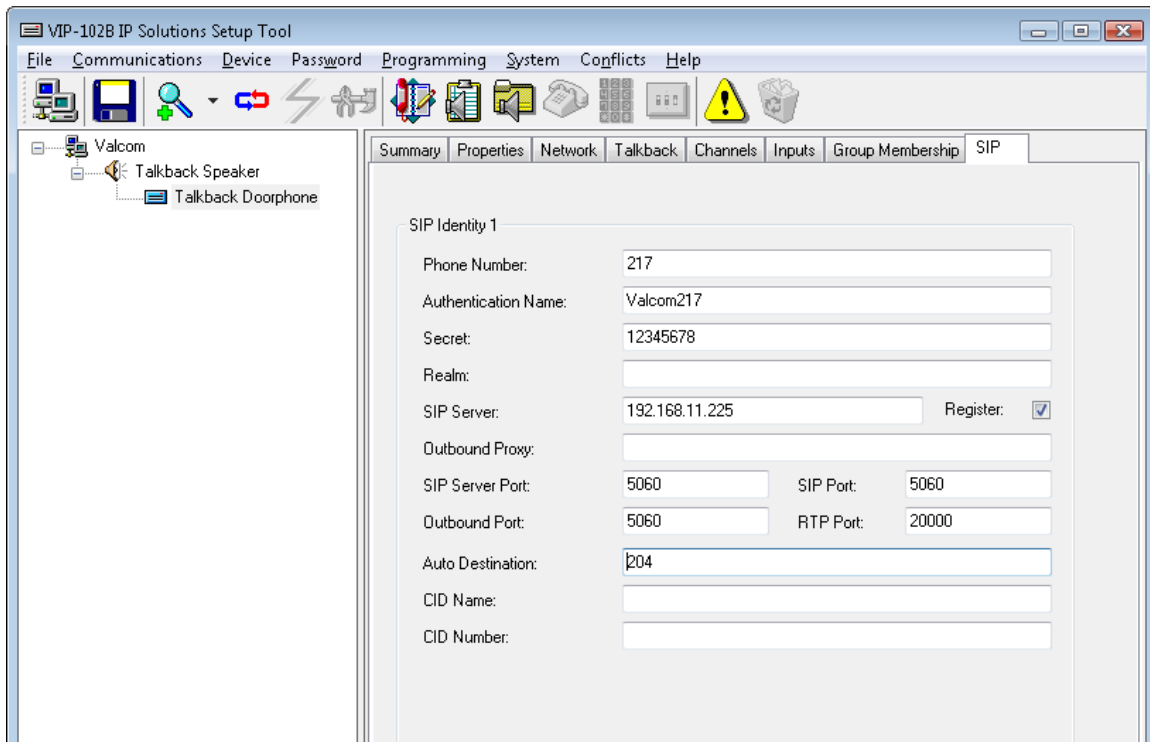 VIP-102B IP Solutions Setup Tool
File Communications Device Password Programming System Conflicts Help
Valcom
Talkback Speaker
Talkback Doorphone
Summary Properties Network Talkback Channels Inputs Group Membership SIP
SIP Identity 1
Phone Number: 217
Authentication Name: Valcom217
Secret: 12345678
Realm:
SIP Server: 192.168.11.225 Register:
Outbound Proxy:
SIP Server Port: 5060 SIP Port: 5060
Outbound Port: 5060 RTP Port: 20000
Auto Destination: 204
CID Name:
CID Number: